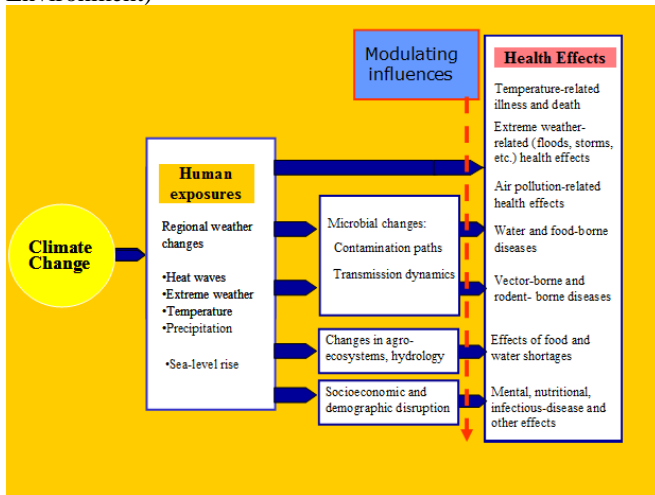 Environment)
Modulating
influences
Health Effects
Temperature-related
illness and death
Extreme weather-
related (floods, storms,
etc.) health effects
Air pollution-related
health effects
Water and food-borne
diseases
Vector-borne and
rodent- borne diseases
Effects of food and
water shortages
Mental, nutritional,
infectious-disease and
other effects
Human
exposures
Regional weather
changes
•Heat waves
•Extreme weather
•Temperature
•Precipitation
•Sea-level rise
Climate
Change
Microbial changes:
Contamination paths
Transmission dynamics
Changes in agro-
ecosystems, hydrology
Socioeconomic and
demographic disruption